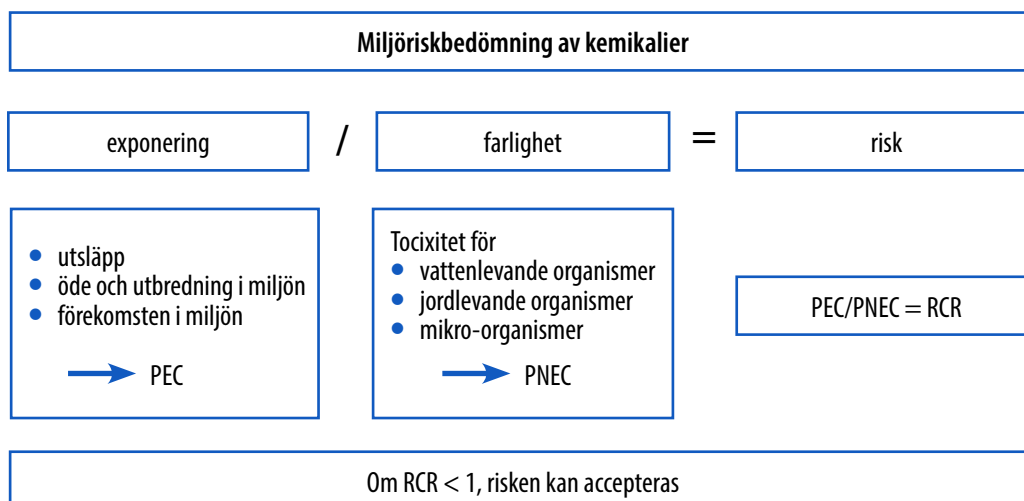 Miljöriskbedömning av kemikalier
exponering / farlighet = risk
• utsläpp
• öde och utbredning i miljön
• förekomsten i miljön
PEC
Tocixitet för
• vattenlevande organismer
• jordlevande organismer
• mikro-organismer
PNEC
PEC/PNEC = RCR
Om RCR < 1, risken kan accepteras